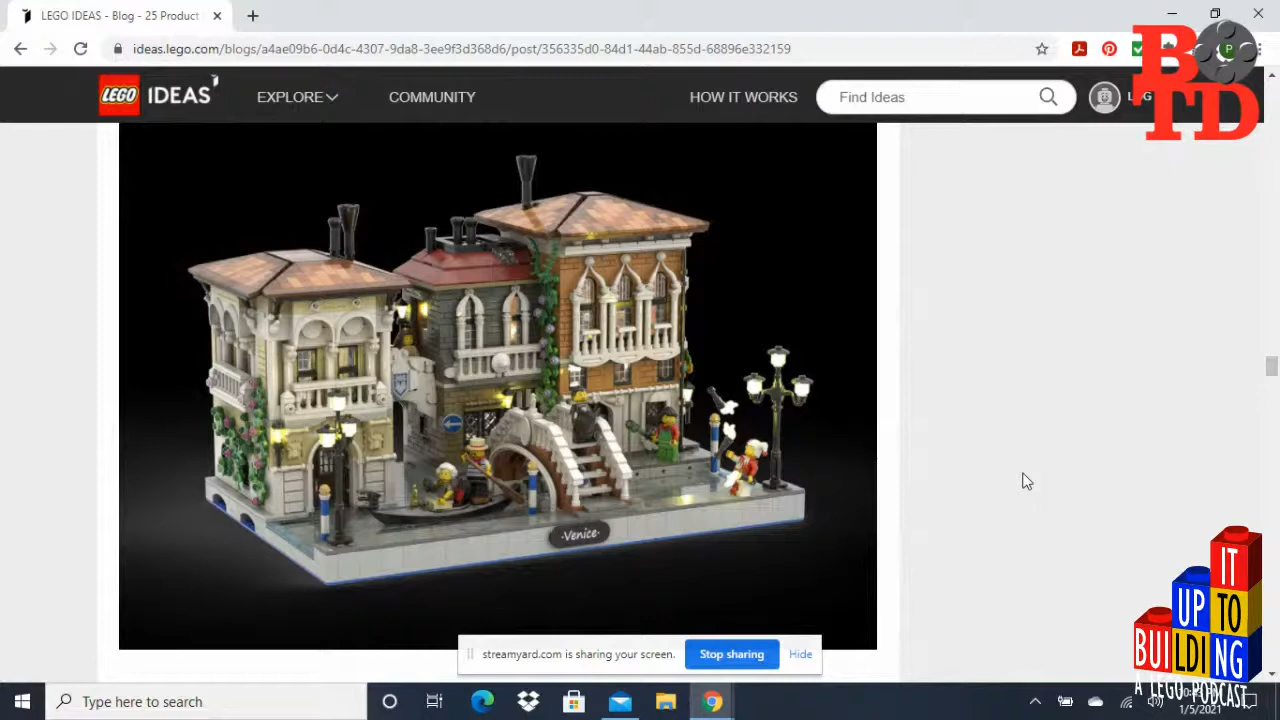 LEGO IDEAS - Blog - 25 Product
ideas.lego.com/blogs/a4ae09b6-0d4c-4307-9da8-3ee9f3d368d6/post/356335d0-84d1-44ab-855d-68896e332159
P
B
TD
LEGO IDEAS
EXPLORE
COMMUNITY
HOW IT WORKS
Find Ideas
·Venice·
streamyard.com is sharing your screen.
Stop sharing
Hide
IT
UP TO
BUILDING
A LEGO PODCAST
Type here to search
1/5/2021